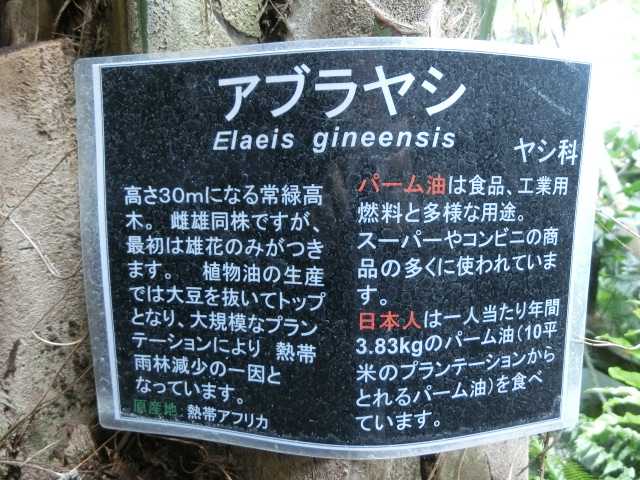 アブラヤシ
Elaeis gineensis
ヤシ科
高さ30mになる常緑高
木。 雌雄同株ですが、
最初は雄花のみがつき
ます。 植物油の生産
では大豆を抜いてトップ
となり、大規模なプラン
テーションにより 熱帯
雨林減少の一因と
なっています。
原産地: 熱帯アフリカ
パーム油は食品、工業用
燃料と多様な用途。
スーパーやコンビニの商
品の多くに使われていま
す。
日本人は一人当たり年間
3.83kgのパーム油(10平
米のプランテーションから
とれるパーム油)を食べ
ています。